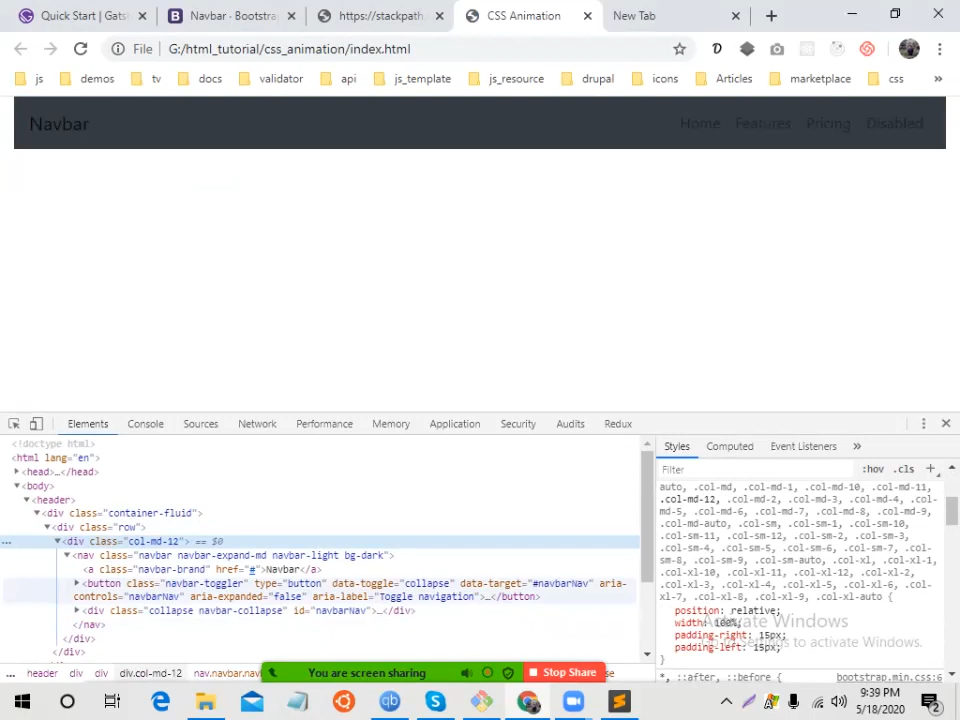 Quick Start | Gats
Navbar · Bootstrap
https://stackpath
CSS Animation
New Tab
File
G:/html_tutorial/css_animation/index.html
js
demos
tv
docs
validator
api
js_template
js_resource
drupal
icons
Articles
marketplace
css
»
Navbar
Home
Features
Pricing
Disabled
Elements
Console
Sources
Network
Performance
Memory
Application
Security
Audits
Redux
<!doctype html>
<html lang="en">
<head>…</head>
<body>
<header>
<div class="container-fluid">
<div class="row">
<div class="col-md-12"> == $0
<nav class="navbar navbar-expand-md navbar-light bg-dark">
<a class="navbar-brand" href="#">Navbar</a>
<button class="navbar-toggler" type="button" data-toggle="collapse" data-target="#navbarNav" aria-
controls="navbarNav" aria-expanded="false" aria-label="Toggle navigation">…</button>
<div class="collapse navbar-collapse" id="navbarNav">…</div>
</nav>
</div>
</div>
Styles
Computed
Event Listeners
»
Filter
:hov
.cls
+
auto, .col-md, .col-md-1, .col-md-10, .col-md-11,
.col-md-12, .col-md-2, .col-md-3, .col-md-4, .col-
md-5, .col-md-6, .col-md-7, .col-md-8, .col-md-9,
.col-md-auto, .col-sm, .col-sm-1, .col-sm-10,
.col-sm-11, .col-sm-12, .col-sm-2, .col-sm-3,
.col-sm-4, .col-sm-5, .col-sm-6, .col-sm-7, .col-
sm-8, .col-sm-9, .col-sm-auto, .col-xl, .col-xl-1,
.col-xl-10, .col-xl-11, .col-xl-12, .col-xl-2,
.col-xl-3, .col-xl-4, .col-xl-5, .col-xl-6, .col-
xl-7, .col-xl-8, .col-xl-9, .col-xl-auto {
position: relative;
width: 100%;
padding-right: 15px;
padding-left: 15px;
}
Activate Windows
Go to Settings to activate Windows.
*, ::after, ::before {
bootstrap.min.css:6
...
header
div
div
div.col-md-12
nav.navbar.nav
You are screen sharing
Stop Share
se
9:39 PM
5/18/2020
2